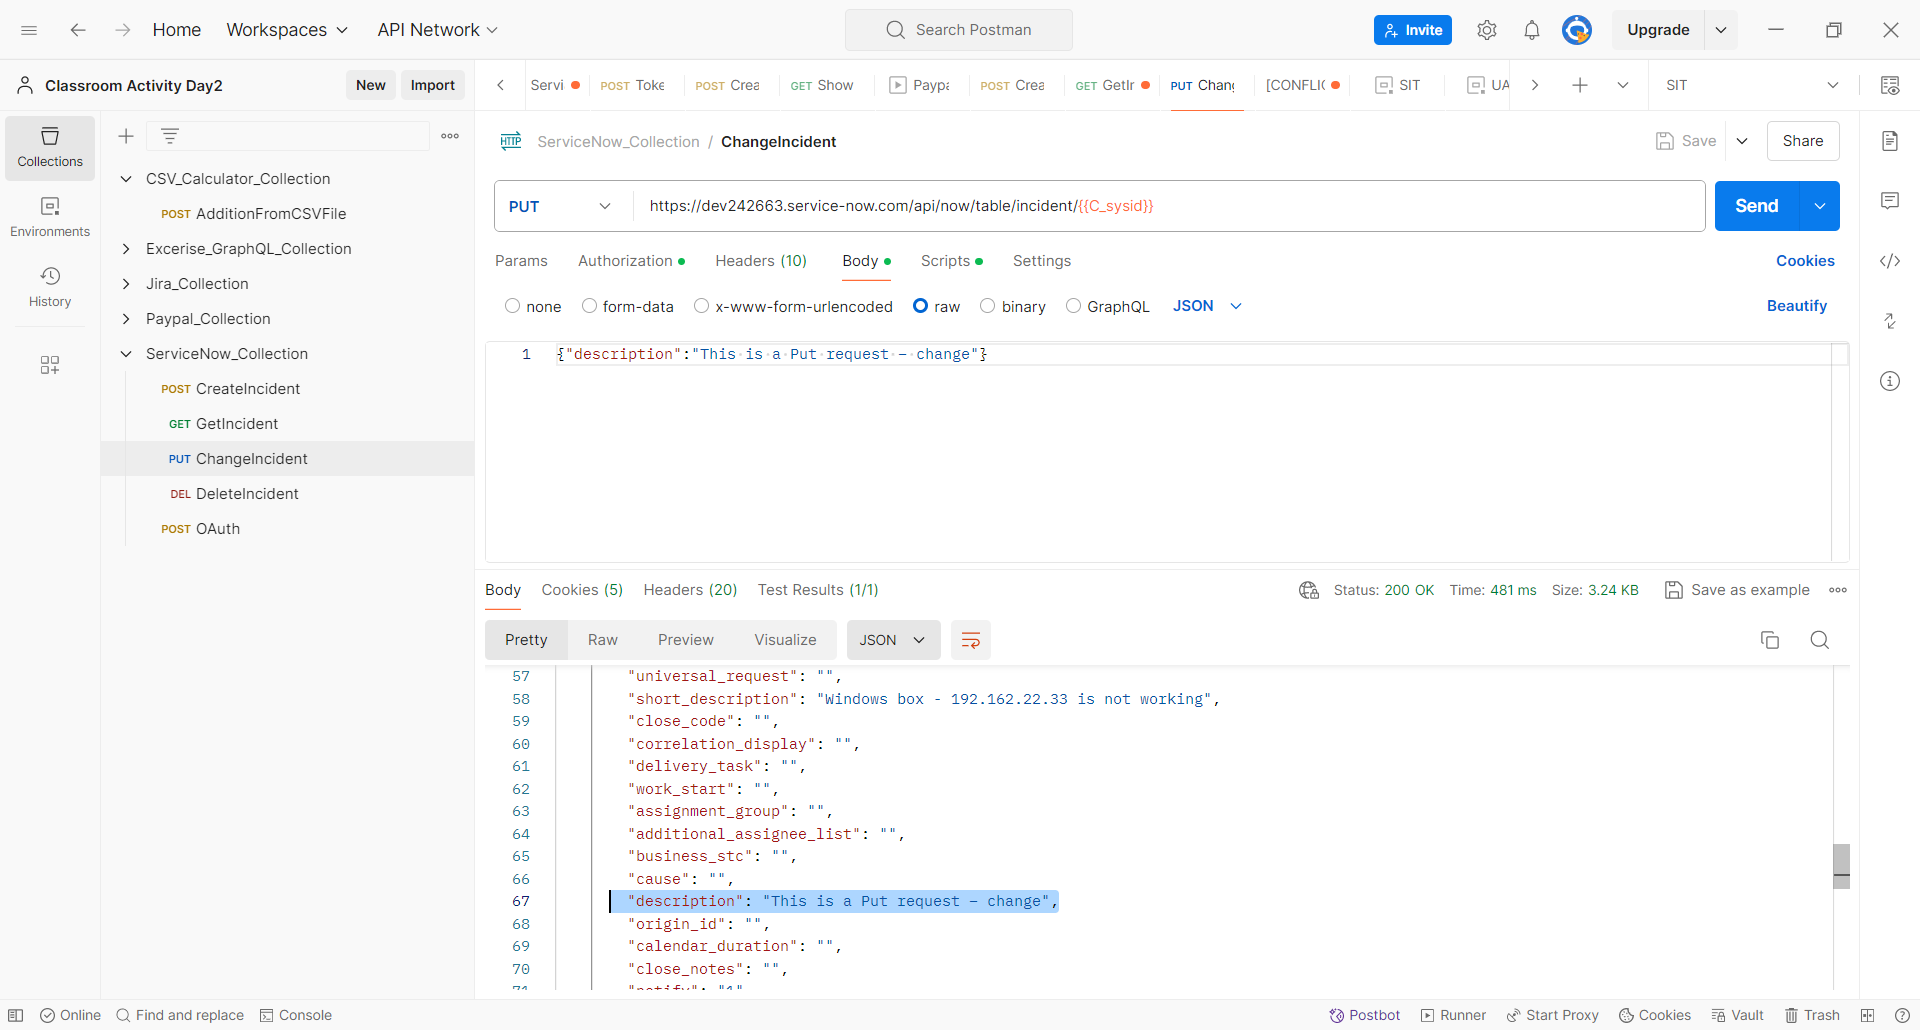 Home
Workspaces
API Network
Search Postman
Invite
Upgrade
Classroom Activity Day2
New
Import
Servi
POST Toke
POST Crea
GET Show
Paypa
POST Crea
GET GetIr
PUT Chang
[CONFLIC
SIT
UA
SIT
Collections
Environments
History
CSV_Calculator_Collection
POST AdditionFromCSVFile
Excerise_GraphQL_Collection
Jira_Collection
Paypal_Collection
ServiceNow_Collection
POST CreateIncident
GET GetIncident
PUT ChangeIncident
DEL DeleteIncident
POST OAuth
HTTP ServiceNow_Collection / ChangeIncident
Save
Share
PUT
https://dev242663.service-now.com/api/now/table/incident/{{C_sysid}}
Send
Params
Authorization
Headers (10)
Body
Scripts
Settings
Cookies
none
form-data
x-www-form-urlencoded
raw
binary
GraphQL
JSON
Beautify
1 {"description":"This is a Put request - change"}
Body
Cookies (5)
Headers (20)
Test Results (1/1)
Status: 200 OK
Time: 481 ms
Size: 3.24 KB
Save as example
Pretty
Raw
Preview
Visualize
JSON
57 "universal_request": "",
58 "short_description": "Windows box - 192.162.22.33 is not working",
59 "close_code": "",
60 "correlation_display": "",
61 "delivery_task": "",
62 "work_start": "",
63 "assignment_group": "",
64 "additional_assignee_list": "",
65 "business_stc": "",
66 "cause": "",
67 "description": "This is a Put request - change",
68 "origin_id": "",
69 "calendar_duration": "",
70 "close_notes": "",
Online
Find and replace
Console
Postbot
Runner
Start Proxy
Cookies
Vault
Trash